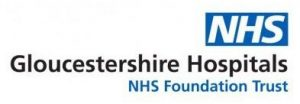 NHS
Gloucestershire Hospitals
NHS Foundation Trust